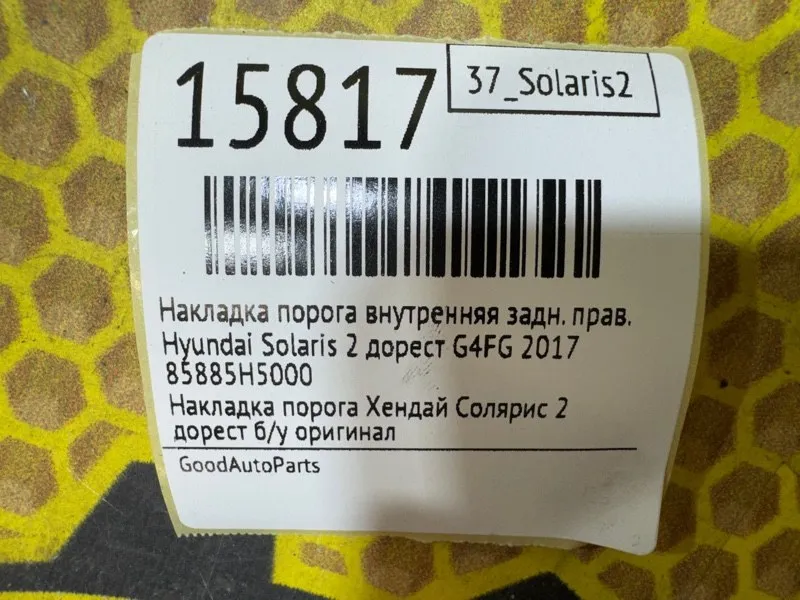 15817
37_Solaris2
Накладка порога внутренняя задн. прав.
Hyundai Solaris 2 дорест G4FG 2017
85885H5000
Накладка порога Хендай Солярис 2
дорест б/у оригинал
GoodAutoParts